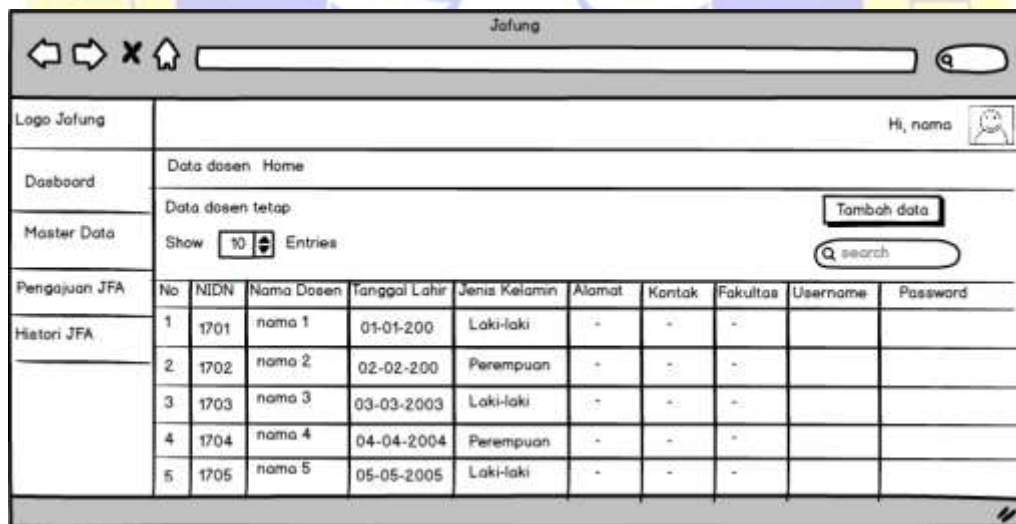 Jafung
Logo Jafung
Hi, nama
Dasboard
Data dosen Home
Data dosen tetap
Tambah data
Master Data
Show 10 Entries
search
Pengajuan JFA
Histori JFA
No NIDN Nama Dosen Tanggal Lahir Jenis Kelamin Alamat Kontak Fakultas Username Password
1 1701 nama 1 01-01-200 Laki-laki - - -
2 1702 nama 2 02-02-200 Perempuan - - -
3 1703 nama 3 03-03-2003 Laki-laki - - -
4 1704 nama 4 04-04-2004 Perempuan - - -
5 1705 nama 5 05-05-2005 Laki-laki - - -